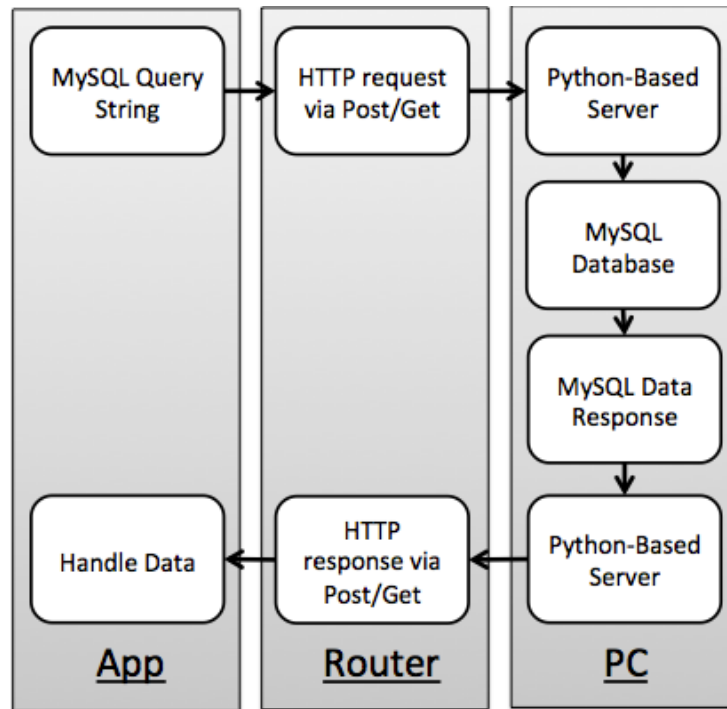 MySQL Query
String
HTTP request
via Post/Get
Python-Based
Server
MySQL
Database
MySQL Data
Response
Python-Based
Server
HTTP
response via
Post/Get
Handle Data
App
Router
PC